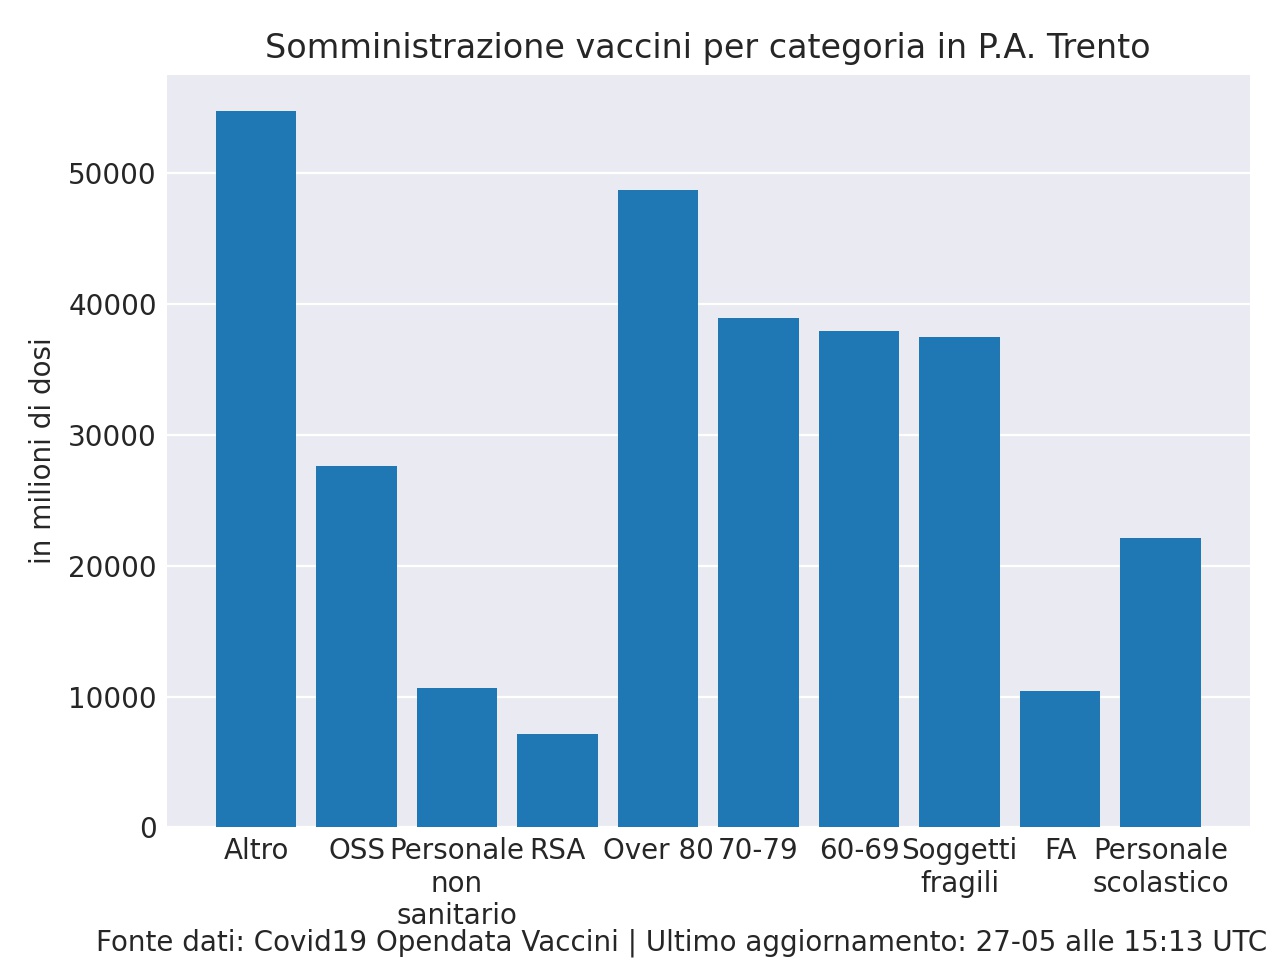 Somministrazione vaccini per categoria in P.A. Trento
in milioni di dosi
50000
40000
30000
20000
10000
0
Altro
OSS
Personale
non
sanitario
RSA
Over 80
70-79
60-69
Soggetti
fragili
FA
Personale
scolastico
Fonte dati: Covid19 Opendata Vaccini | Ultimo aggiornamento: 27-05 alle 15:13 UTC